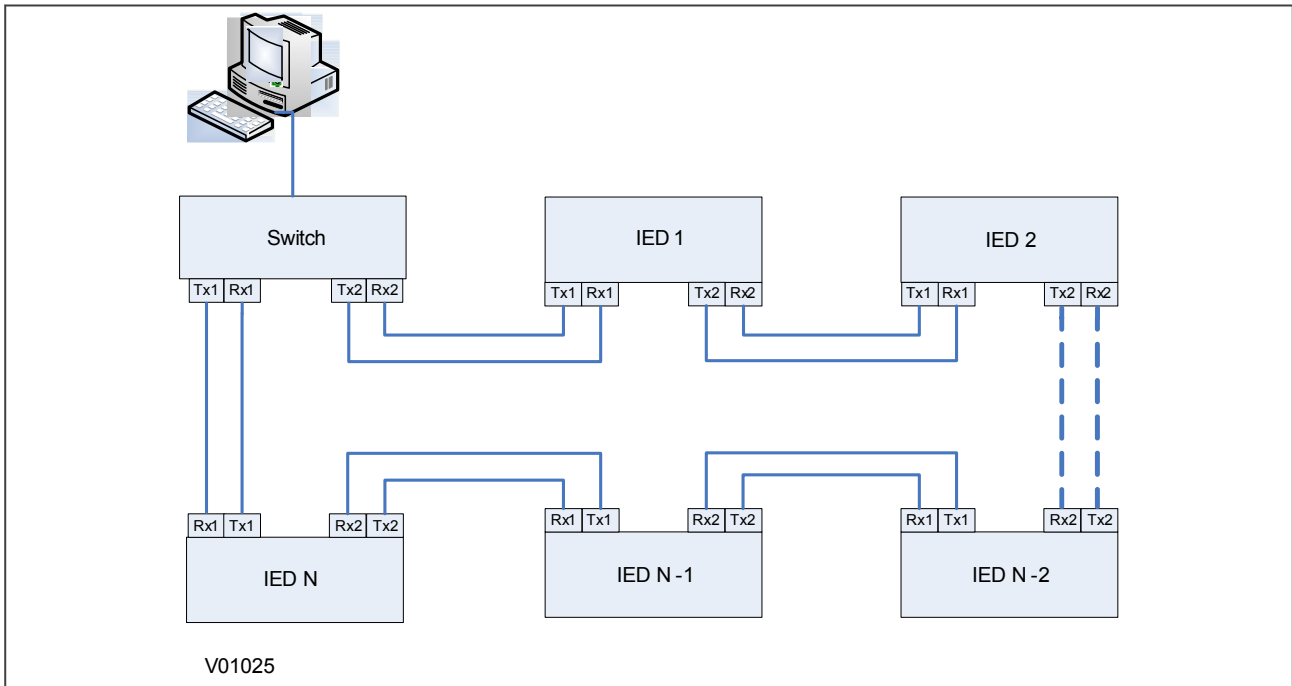 Switch
IED 1
IED 2
Tx1 Rx1 Tx2 Rx2
Tx1 Rx1 Tx2 Rx2
Tx1 Rx1 Tx2 Rx2
Rx1 Tx1 Rx2 Tx2
Rx1 Tx1 Rx2 Tx2
Rx1 Tx1 Rx2 Tx2
IED N
IED N -1
IED N -2
V01025